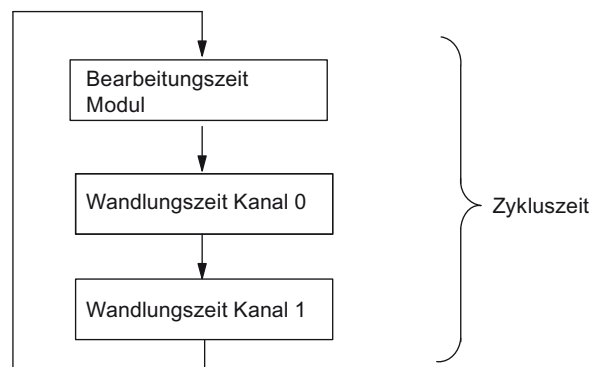 Bearbeitungszeit
Modul
Wandlungszeit Kanal 0
Zykluszeit
Wandlungszeit Kanal 1